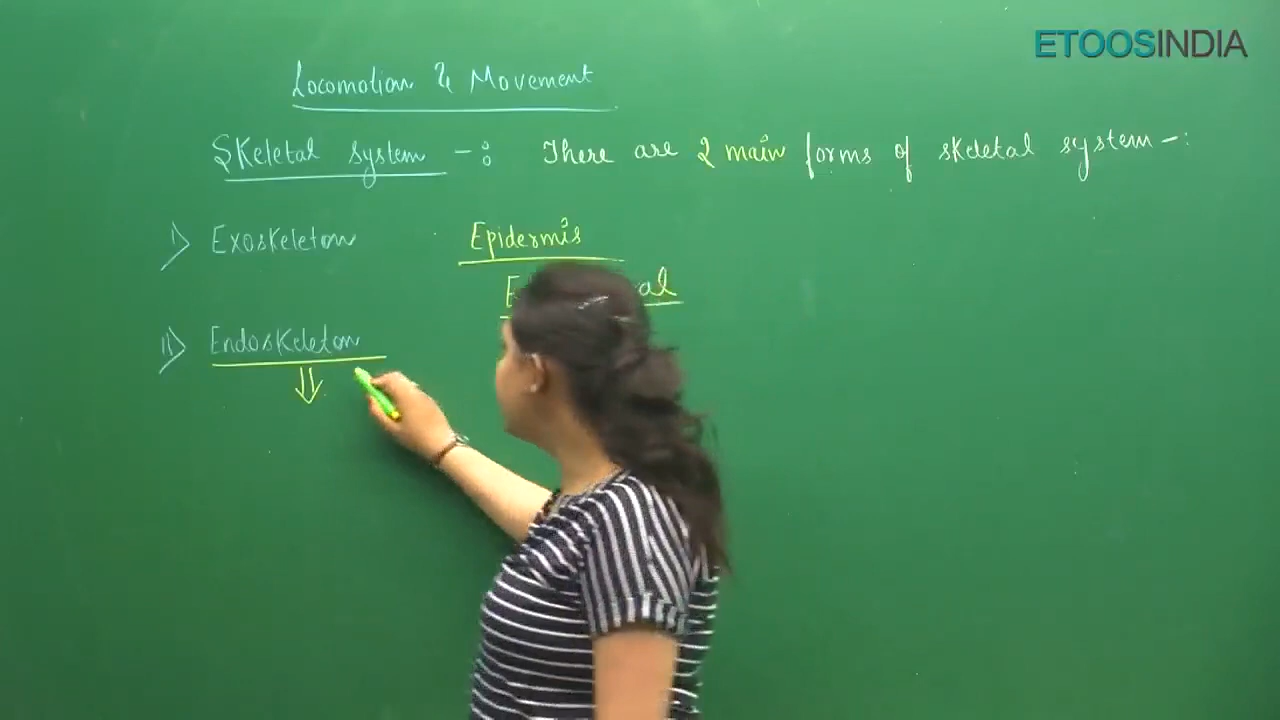 ETOOSINDIA
Locomotion & Movement
Skeletal system -: There are 2 main forms of skeletal system -:
I) Exoskeleton Epidermis
II) Endoskeleton